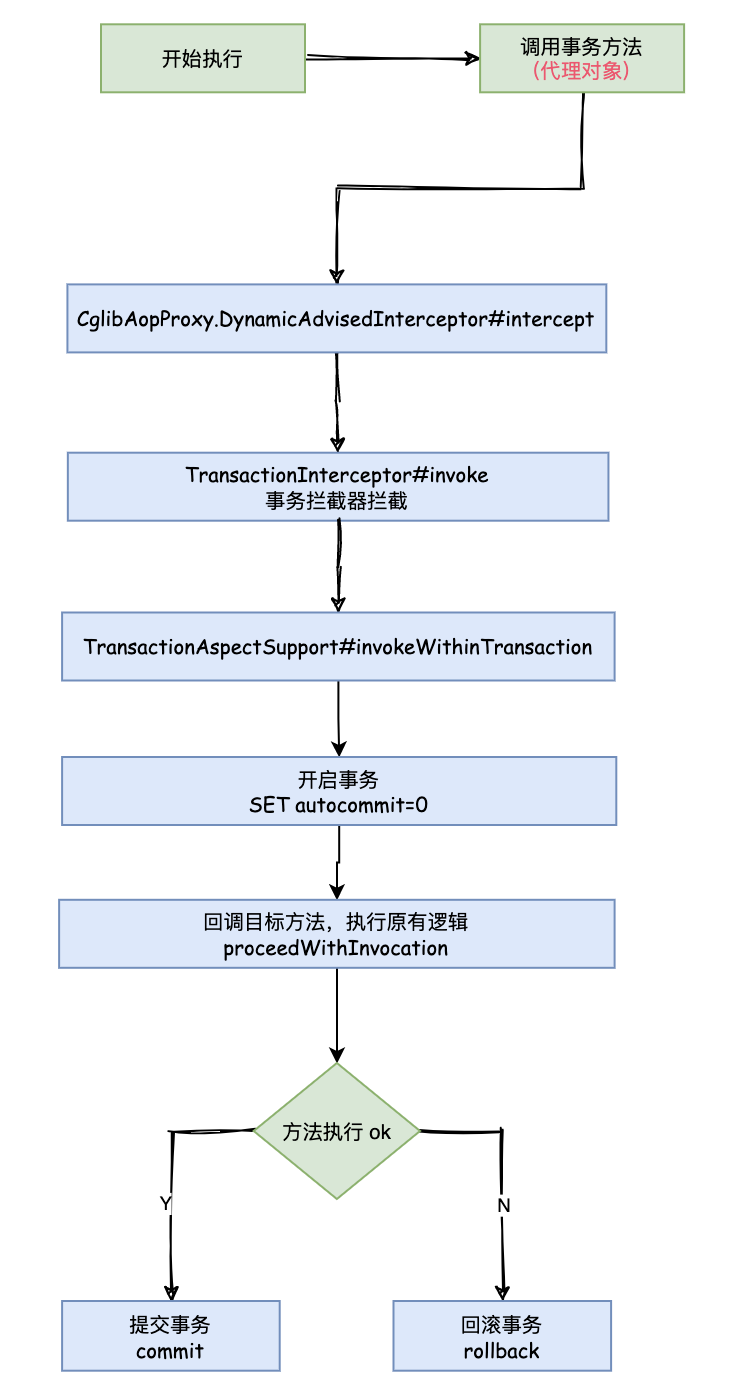 开始执行
调用事务方法
(代理对象)
CglibAopProxy.DynamicAdvisedInterceptor#intercept
TransactionInterceptor#invoke
事务拦截器拦截
TransactionAspectSupport#invokeWithinTransaction
开启事务
SET autocommit=0
回调目标方法，执行原有逻辑
proceedWithInvocation
方法执行 ok
Y
N
提交事务
commit
回滚事务
rollback